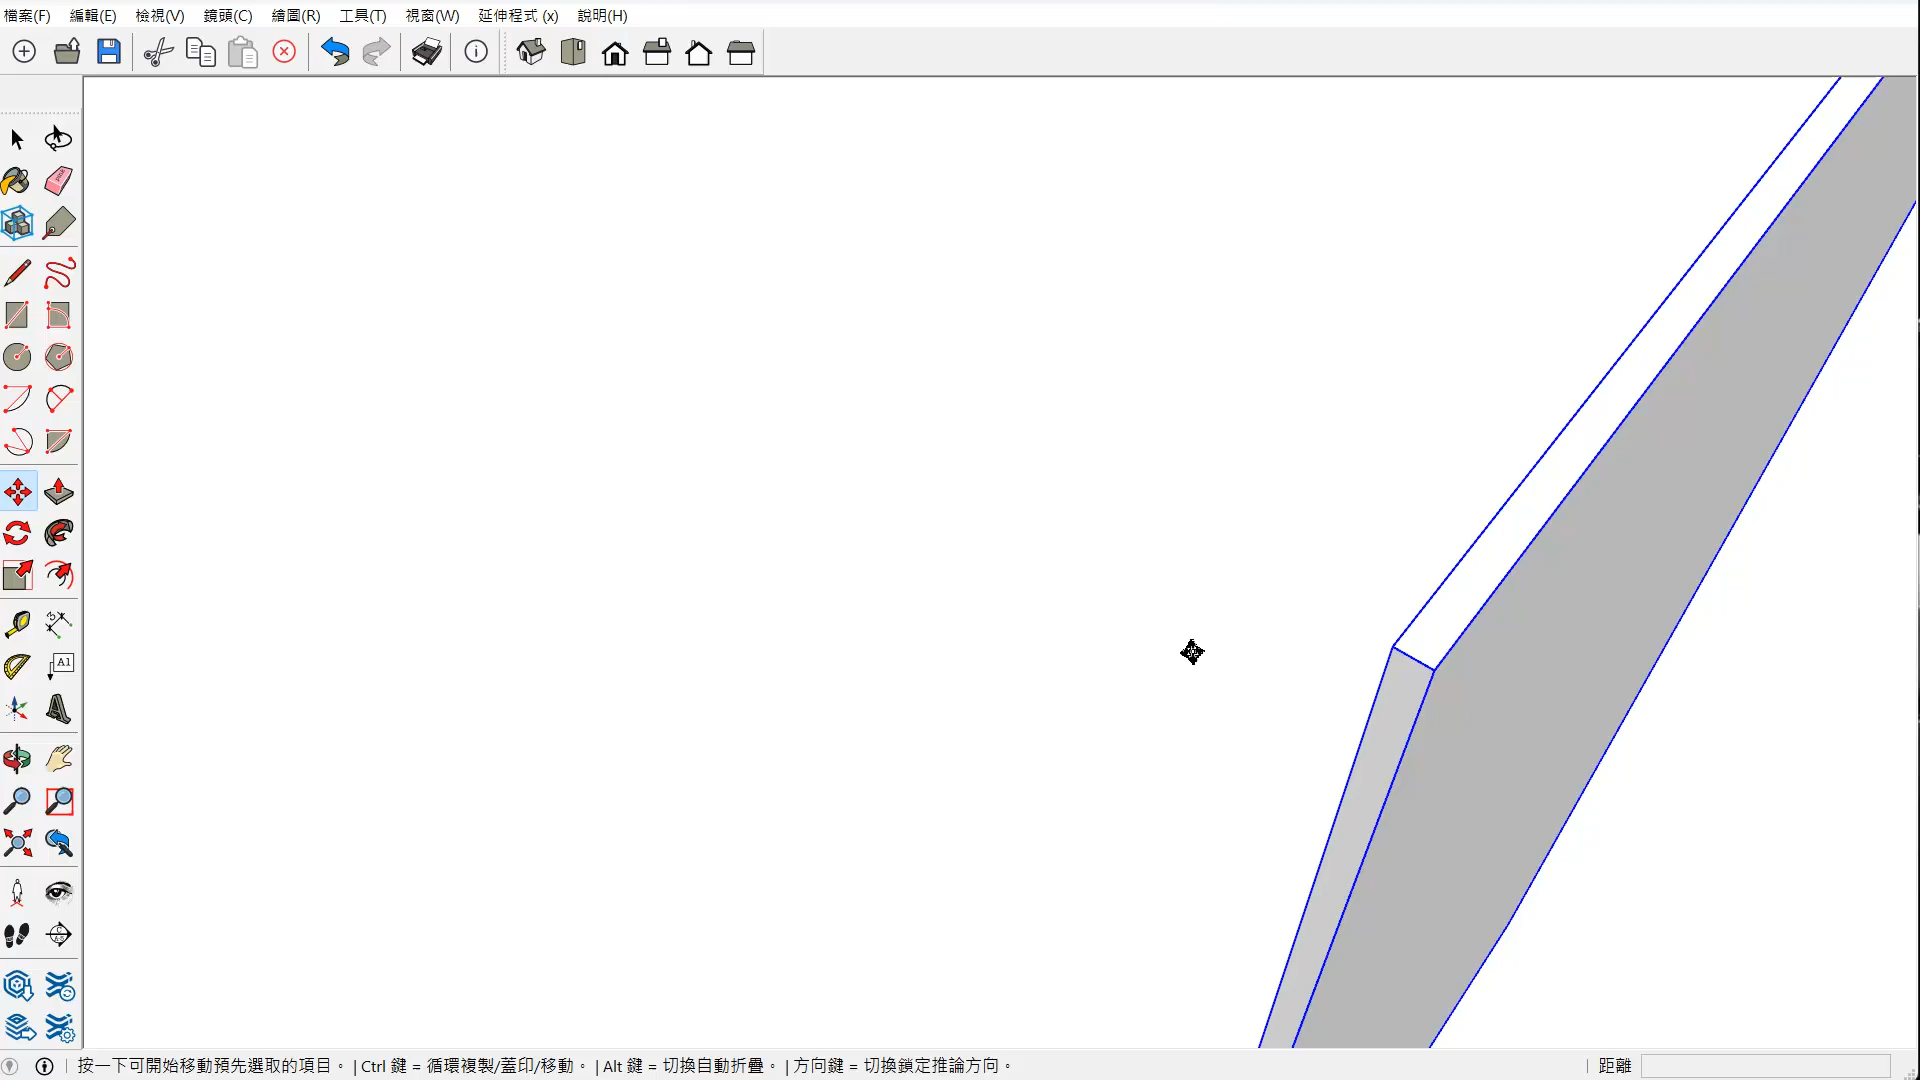 檔案(F) 編輯(E) 檢視(V) 鏡頭(C) 繪圖(R) 工具(T) 視窗(W) 延伸程式 (x) 說明(H)
A1
按一下可開始移動預先選取的項目。 | Ctrl 鍵 = 循環複製/蓋印/移動。 | Alt 鍵 = 切換自動折疊。 | 方向鍵 = 切換鎖定推論方向。 距離